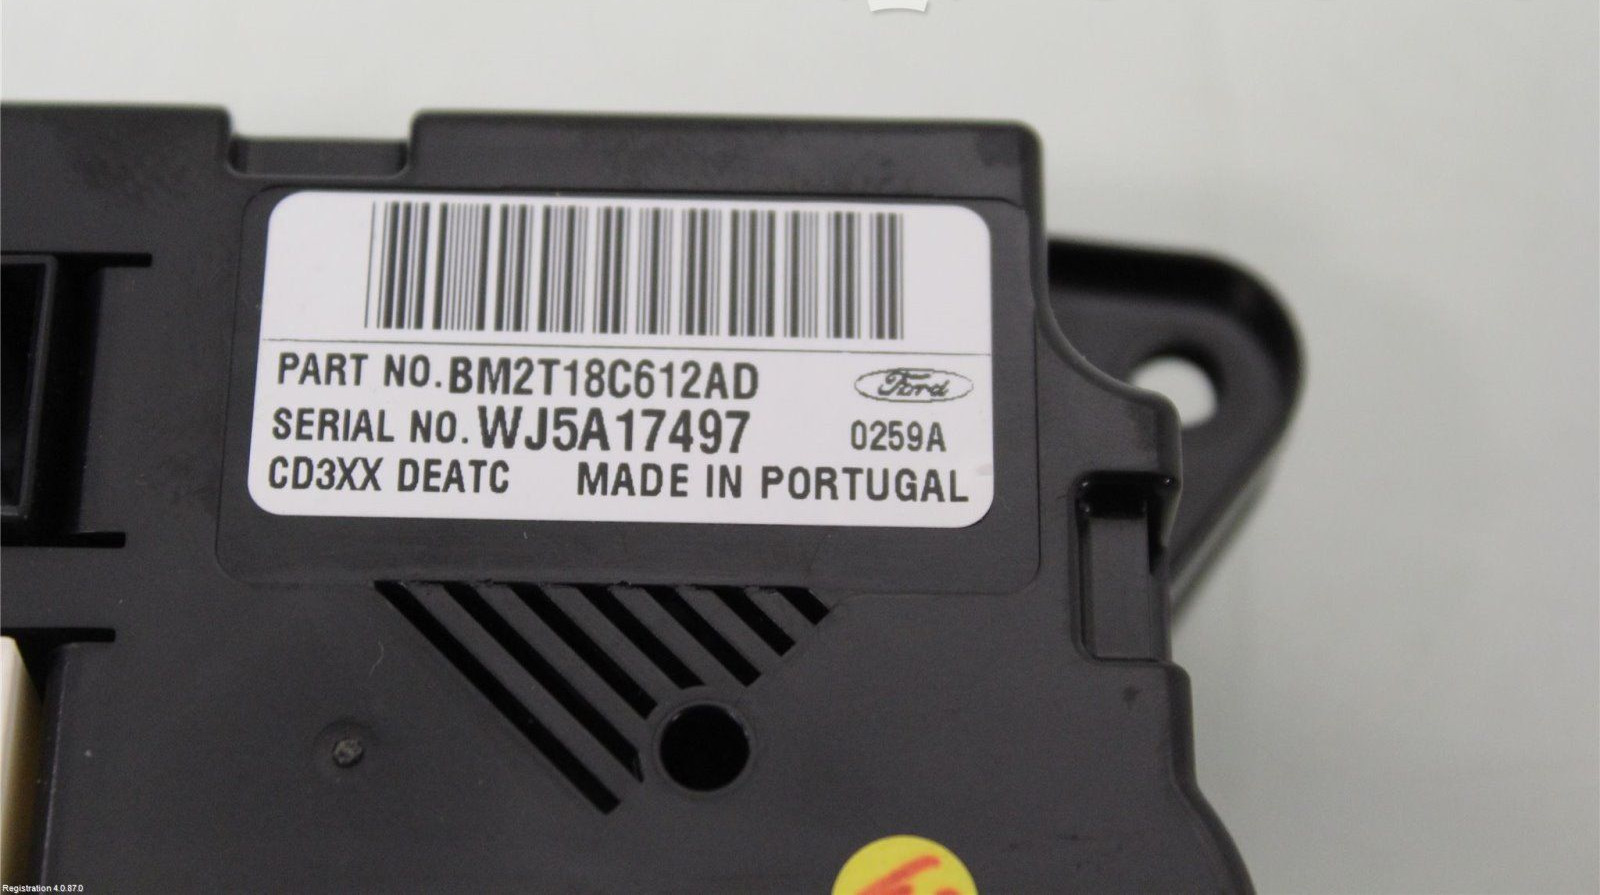 PART NO. BM2T18C612AD
Ford
SERIAL NO. WJ5A17497
0259A
CD3XX DEATC MADE IN PORTUGAL
Registration 4.0.87.0